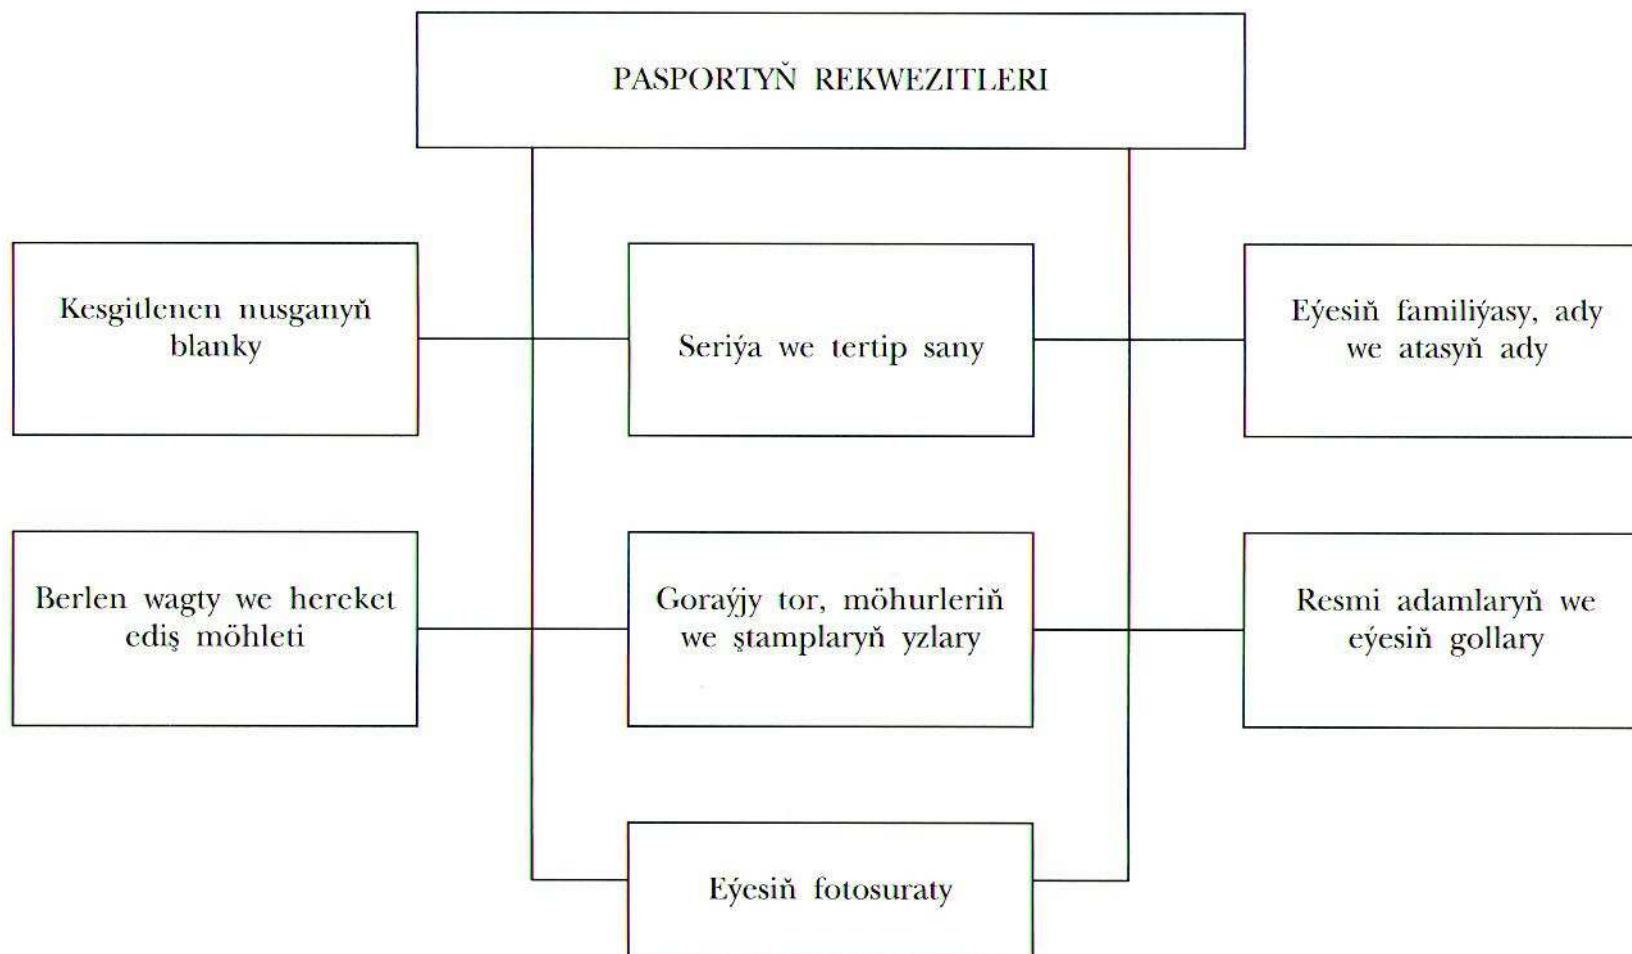 PASPORTYŇ REKWEZITLERI
Kesgitlenen nusganyň
blanky
Seriýa we tertip sany
Eýesiň familiýasy, ady
we atasyň ady
Berlen wagty we hereket
ediş möhleti
Goraýjy tor, möhurleriň
we ştamplaryň yzlary
Resmi adamlaryň we
eýesiň gollary
Eýesiň fotosuraty